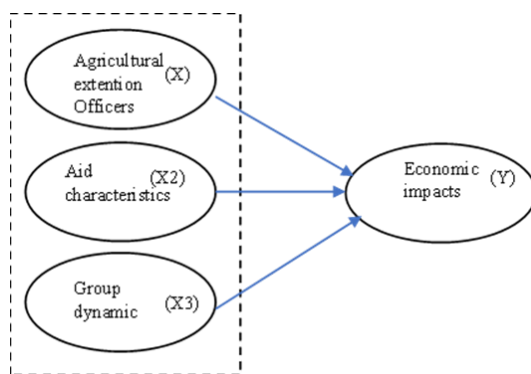 Agricultural (X)
extention
Officers
Aid (X2)
characteristics
Group
dynamic (X3)
Economic (Y)
impacts